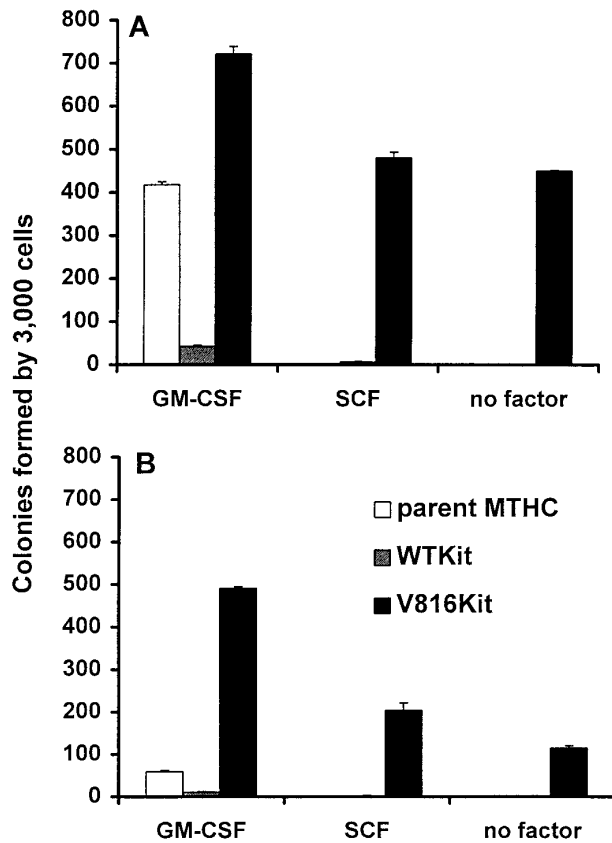 A
800
700
600
500
400
300
200
100
0
GM-CSF SCF no factor
Colonies formed by 3,000 cells
B
800
700
600
500
400
300
200
100
0
parent MTHC
WTKit
V816Kit
GM-CSF SCF no factor